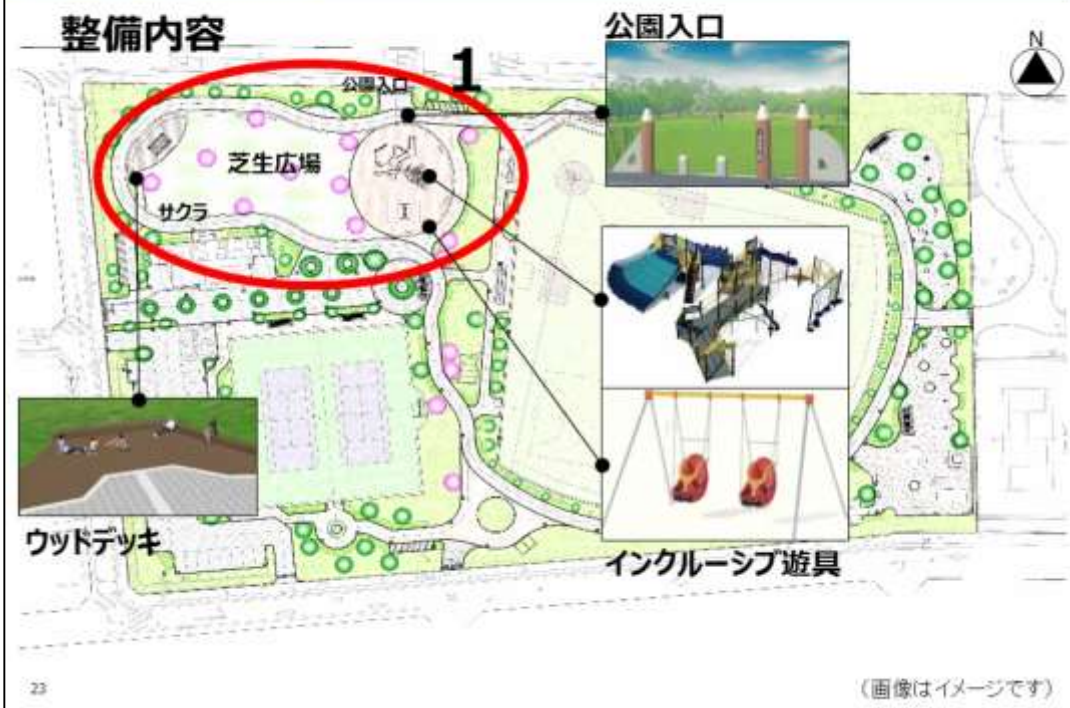 整備内容
公園入口
1
N
公園入口
芝生広場
サクラ
ウッドデッキ
インクルーシブ遊具
23
(画像はイメージです)